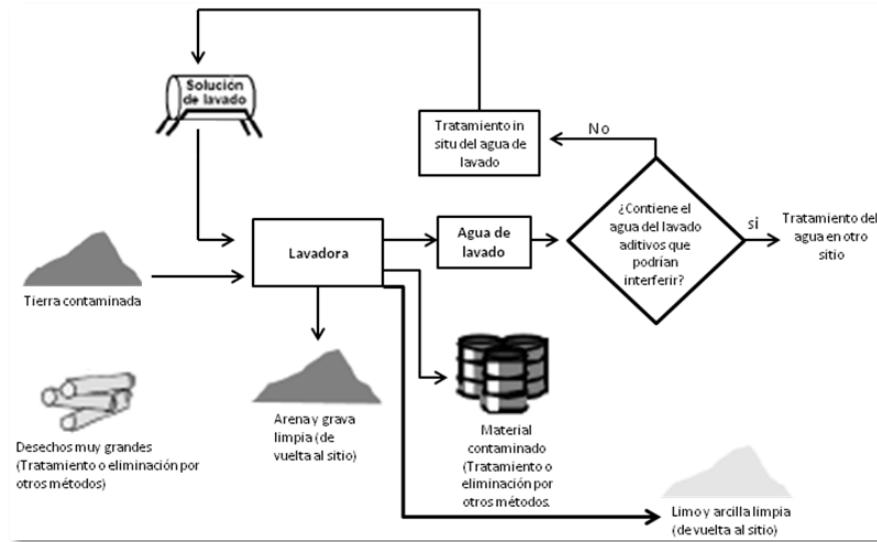 Solución
de lavado
Tratamiento in
situ del agua de
lavado
No
¿Contiene el
agua del lavado
aditivos que
podrían
interferir?
si
Tratamiento del
agua en otro
sitio
Lavadora
Agua de
lavado
Tierra contaminada
Arena y grava
limpia (de
vuelta al sitio)
Material
contaminado
(Tratamiento o
eliminación por
otros métodos.
Desechos muy grandes
(Tratamiento o eliminación por
otros métodos)
Limo y arcilla limpia
(de vuelta al sitio)